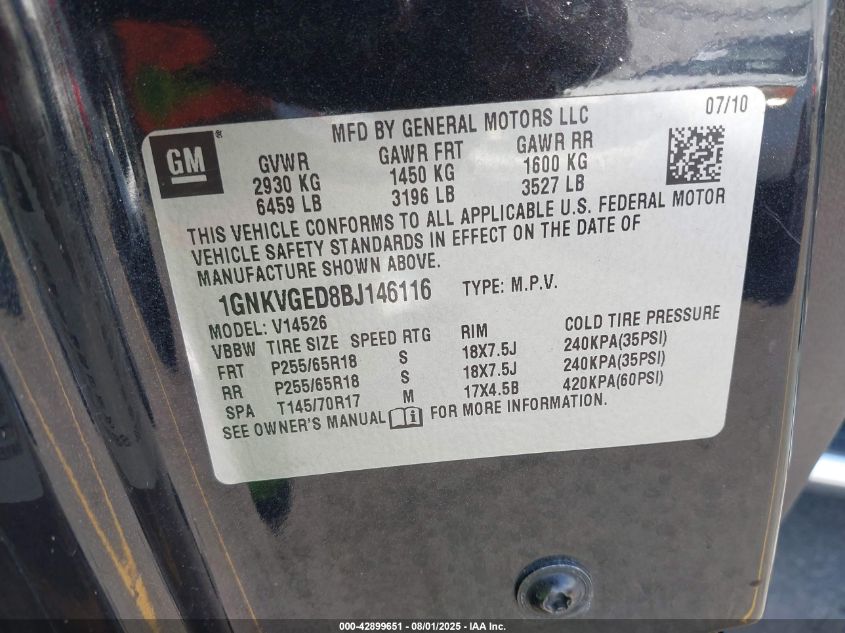 07/10
MFD BY GENERAL MOTORS LLC
GM®
GVWR GAWR FRT GAWR RR
2930 KG 1450 KG 1600 KG
6459 LB 3196 LB 3527 LB
THIS VEHICLE CONFORMS TO ALL APPLICABLE U.S. FEDERAL MOTOR
VEHICLE SAFETY STANDARDS IN EFFECT ON THE DATE OF
MANUFACTURE SHOWN ABOVE.
1GNKVGED8BJ146116 TYPE: M.P.V.
MODEL: V14526
VBBW TIRE SIZE SPEED RTG RIM COLD TIRE PRESSURE
FRT P255/65R18 S 18X7.5J 240KPA(35PSI)
RR P255/65R18 S 18X7.5J 240KPA(35PSI)
SPA T145/70R17 M 17X4.5B 420KPA(60PSI)
SEE OWNER'S MANUAL i FOR MORE INFORMATION.
000-42899651 - 08/01/2025 - IAA Inc.